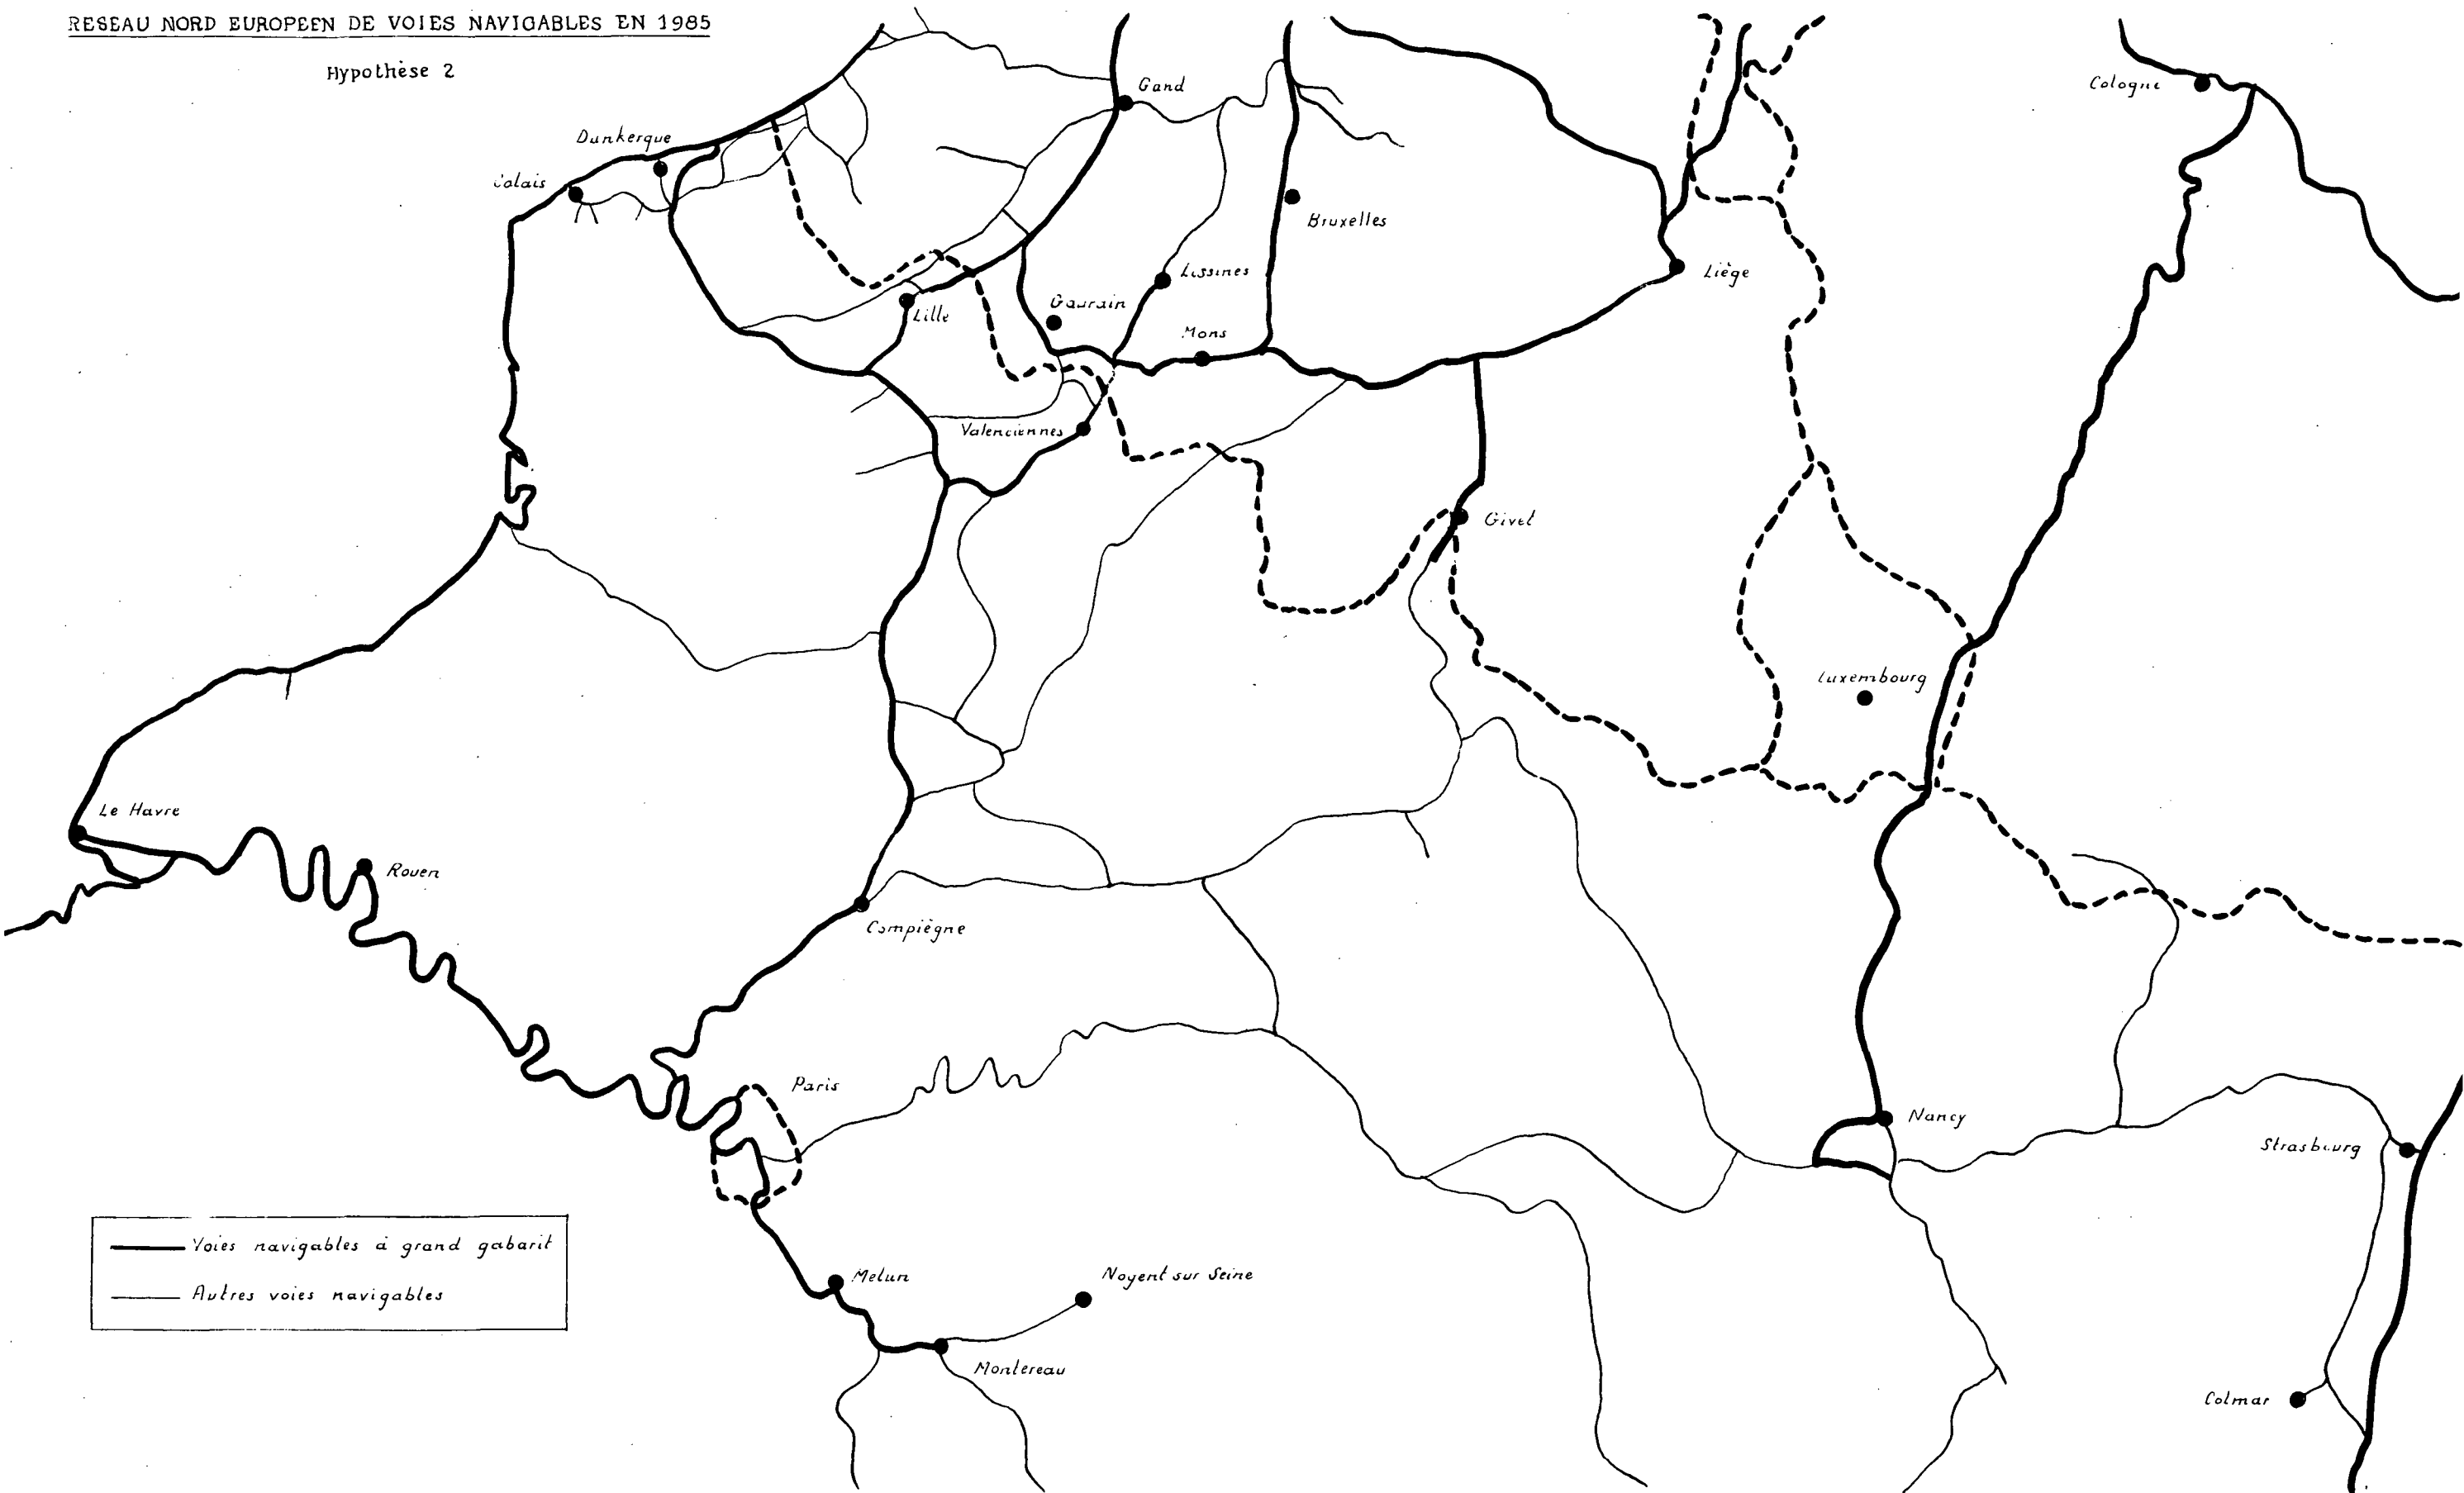 RESEAU NORD EUROPEEN DE VOIES NAVIGABLES EN 1985
Hypothèse 2
Gand
Cologne
Dunkerque
Calais
Bruxelles
Lessines
Liège
Gaurain
Lille
Mons
Valenciennes
Givet
Luxembourg
Le Havre
Rouen
Compiègne
Paris
Nancy
Strasbourg
Voies navigables à grand gabarit
Autres voies navigables
Melun
Noyent sur Seine
Montereau
Colmar